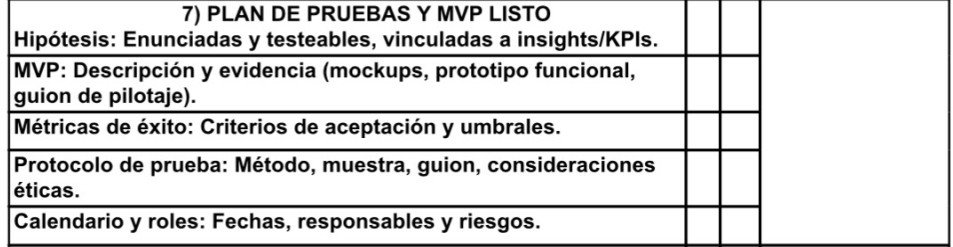 7) PLAN DE PRUEBAS Y MVP LISTO
Hipótesis: Enunciadas y testeables, vinculadas a insights/KPIs.
MVP: Descripción y evidencia (mockups, prototipo funcional,
guion de pilotaje).
Métricas de éxito: Criterios de aceptación y umbrales.
Protocolo de prueba: Método, muestra, guion, consideraciones
éticas.
Calendario y roles: Fechas, responsables y riesgos.